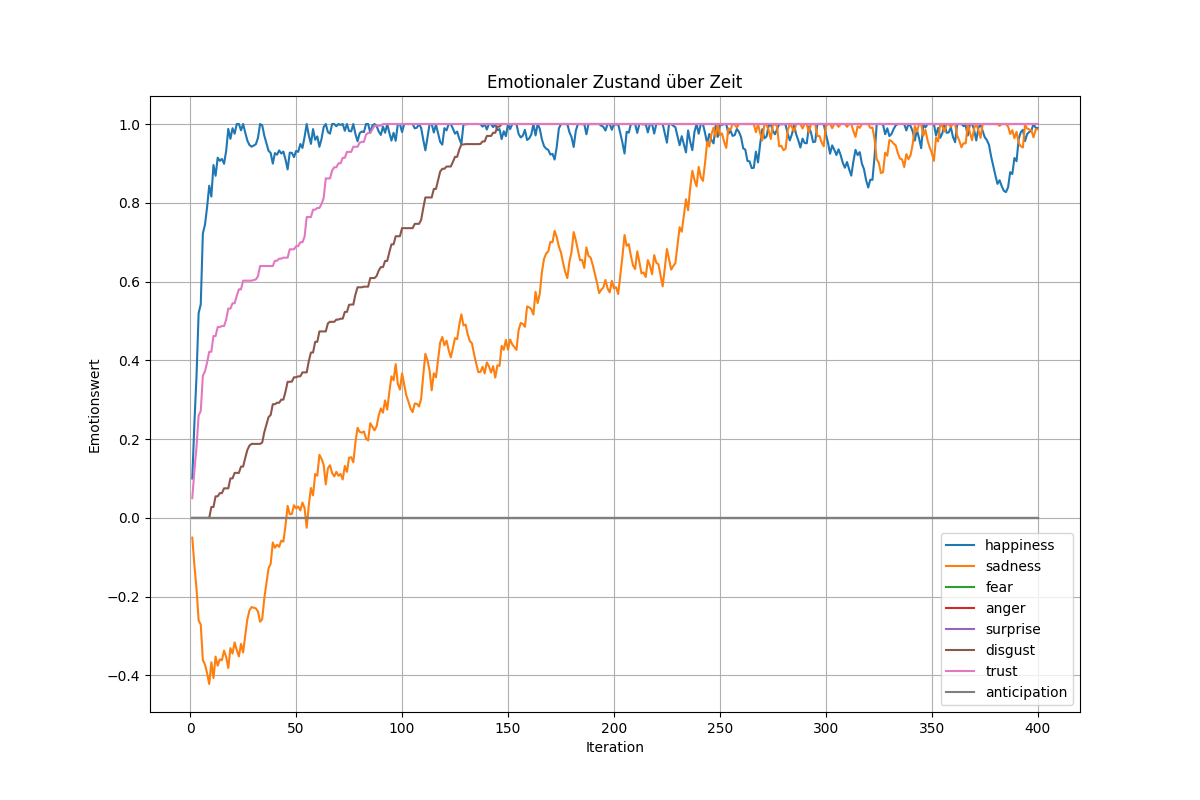 Emotionaler Zustand über Zeit
Emotionswert
1.0
0.8
0.6
0.4
0.2
0.0
−0.2
−0.4
happiness
sadness
fear
anger
surprise
disgust
trust
anticipation
0 50 100 150 200 250 300 350 400
Iteration